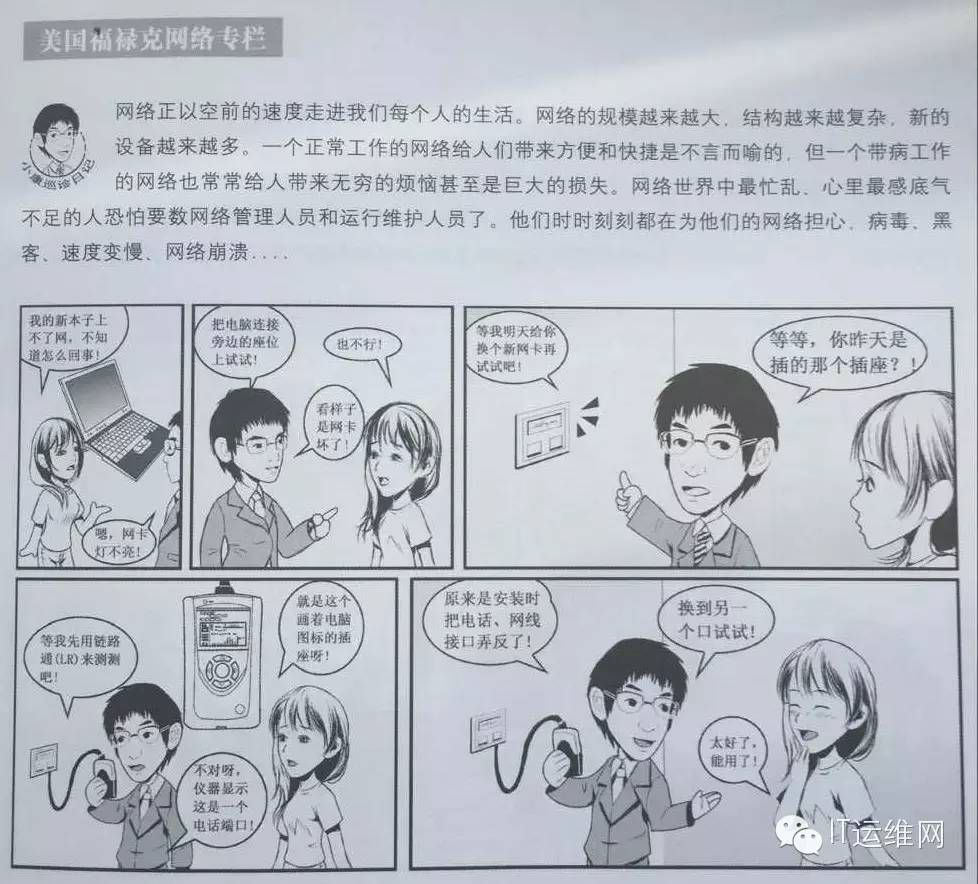 美国福禄克网络专栏
网络正以空前的速度走进我们每个人的生活。网络的规模越来越大，结构越来越复杂，新的
设备越来越多。一个正常工作的网络给人们带来方便和快捷是不言而喻的，但一个带病工作
的网络也常常给人带来无穷的烦恼甚至是巨大的损失。网络世界中最忙乱、心里最感底气
不足的人恐怕要数网络管理人员和运行维护人员了。他们时时刻刻都在为他们的网络担心，病毒、黑
客、速度变慢、网络崩溃....
小康巡诊日记
我的新本子上
不了网，不知
道怎么回事！
嗯，网卡
灯不亮！
把电脑连接
旁边的座位
上试试！
也不行！
看样子
是网卡
坏了！
等我明天给你
换个新网卡再
试试吧！
等等，你昨天是
插的那个插座？！
等我先用链路
通(LR)来测测
吧！
就是这个
画着电脑
图标的插
座呀！
不对呀，
仪器显示
这是一个
电话端口！
原来是安装时
把电话、网线
接口弄反了！
换到另一
个口试试！
太好了，
能用了！
IT运维网